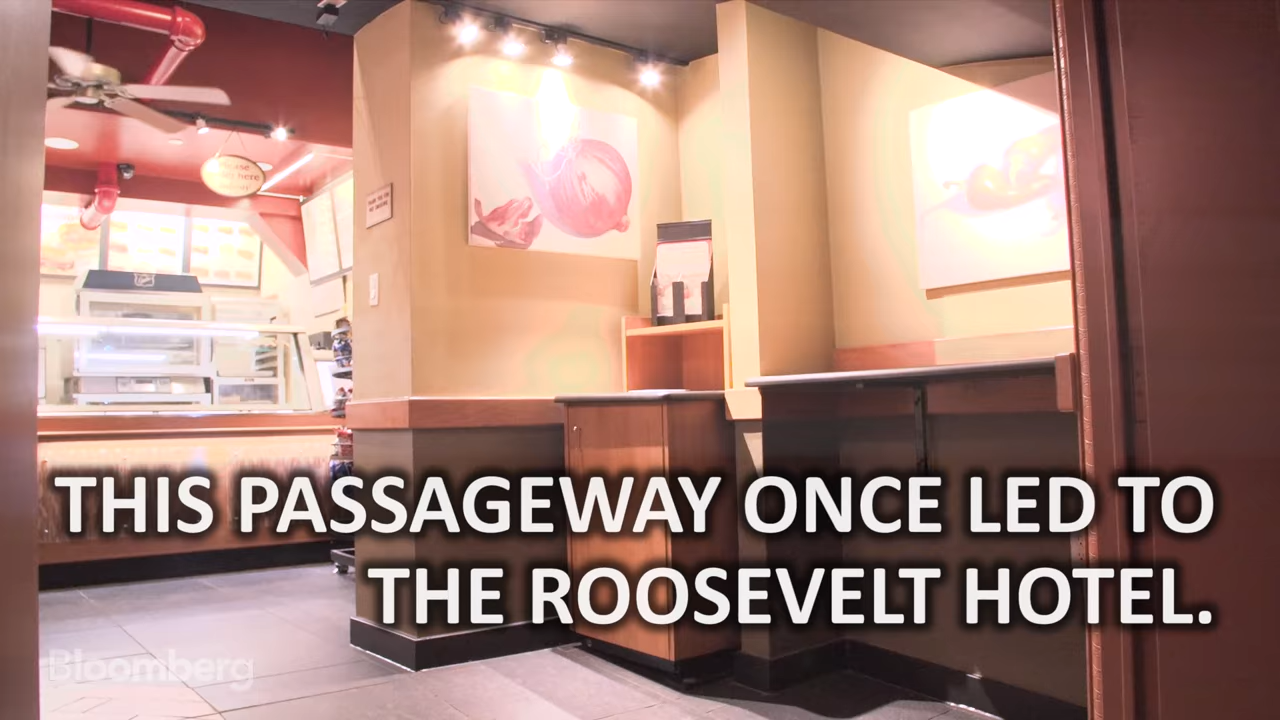 THIS PASSAGEWAY ONCE LED TO
THE ROOSEVELT HOTEL.
Bloomberg